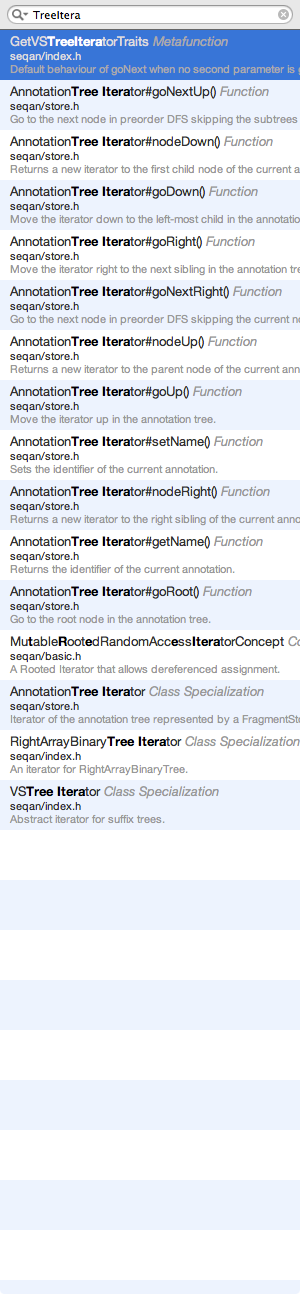 TreeItera
GetVSTreeIteratorTraits Metafunction
seqan/index.h
Default behaviour of goNext when no second parameter is
AnnotationTree Iterator#goNextUp() Function
seqan/store.h
Go to the next node in preorder DFS skipping the subtrees
AnnotationTree Iterator#nodeDown() Function
seqan/store.h
Returns a new iterator to the first child node of the current a
AnnotationTree Iterator#goDown() Function
seqan/store.h
Move the iterator down to the left-most child in the annotatio
AnnotationTree Iterator#goRight() Function
seqan/store.h
Move the iterator right to the next sibling in the annotation tre
AnnotationTree Iterator#goNextRight() Function
seqan/store.h
Go to the next node in preorder DFS skipping the current no
AnnotationTree Iterator#nodeUp() Function
seqan/store.h
Returns a new iterator to the parent node of the current ann
AnnotationTree Iterator#goUp() Function
seqan/store.h
Move the iterator up in the annotation tree.
AnnotationTree Iterator#setName() Function
seqan/store.h
Sets the identifier of the current annotation.
AnnotationTree Iterator#nodeRight() Function
seqan/store.h
Returns a new iterator to the right sibling of the current anno
AnnotationTree Iterator#getName() Function
seqan/store.h
Returns the identifier of the current annotation.
AnnotationTree Iterator#goRoot() Function
seqan/store.h
Go to the root node in the annotation tree.
MutableRootedRandomAccessIteratorConcept Co
seqan/basic.h
A Rooted Iterator that allows dereferenced assignment.
AnnotationTree Iterator Class Specialization
seqan/store.h
Iterator of the annotation tree represented by a FragmentSt
RightArrayBinaryTree Iterator Class Specialization
seqan/index.h
An iterator for RightArrayBinaryTree.
VSTree Iterator Class Specialization
seqan/index.h
Abstract iterator for suffix trees.